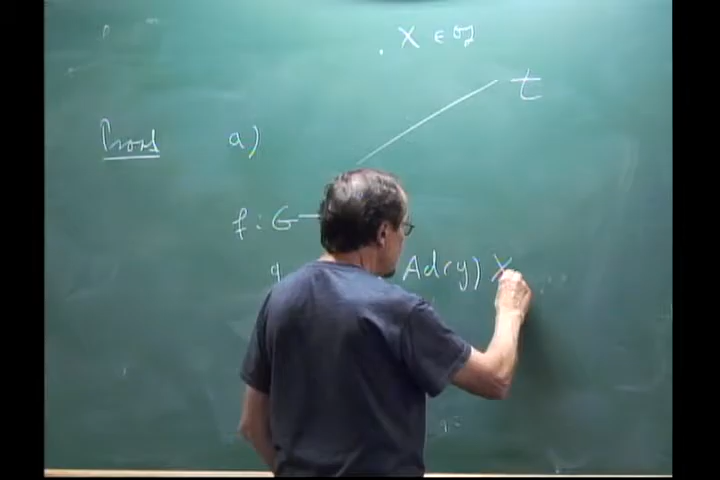 . X ∈ 𝔤
t
Proof a)
f : G —
g Ad(y) X